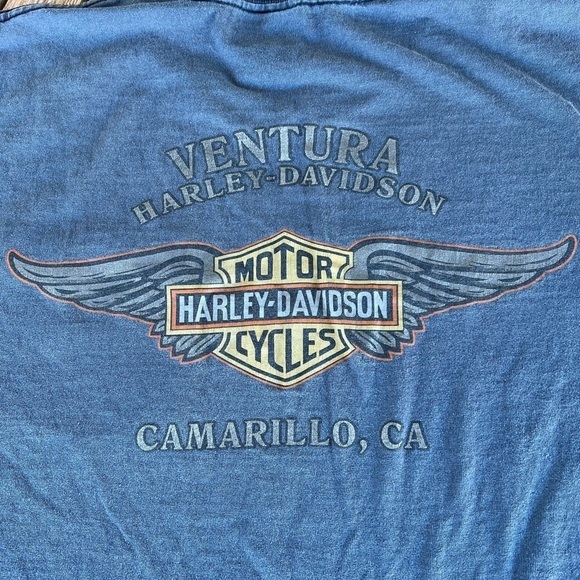 VENTURA
HARLEY-DAVIDSON
MOTOR
HARLEY-DAVIDSON
CYCLES
CAMARILLO, CA